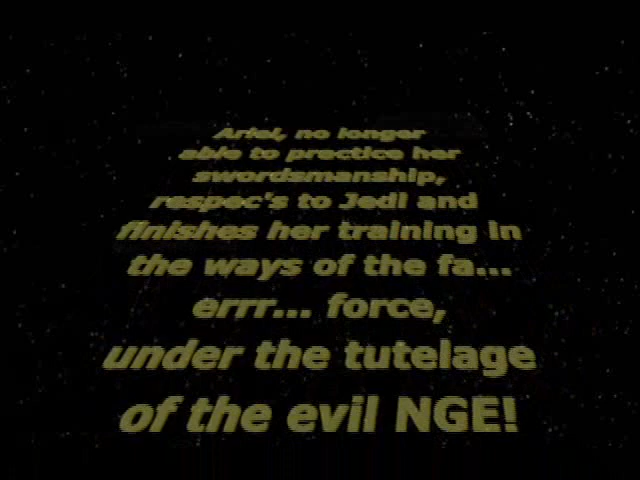 Ariel, no longer
able to practice her
swordsmanship,
respec's to Jedi and
finishes her training in
the ways of the fa...
errr... force,
under the tutelage
of the evil NGE!